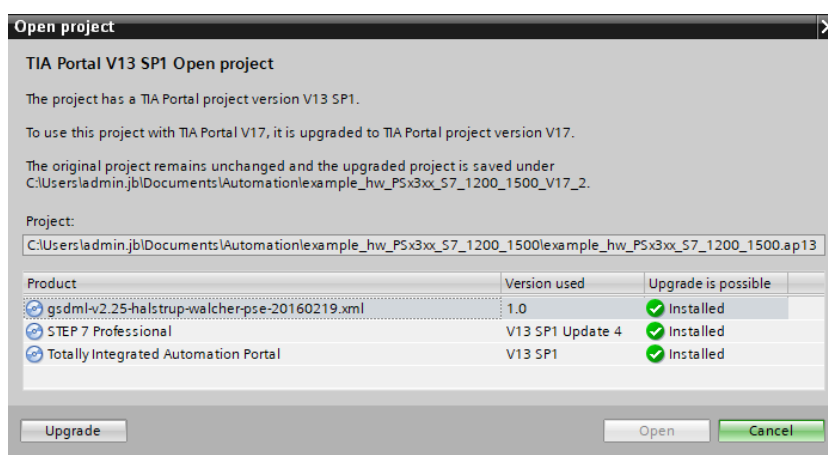 Open project
TIA Portal V13 SP1 Open project
The project has a TIA Portal project version V13 SP1.
To use this project with TIA Portal V17, it is upgraded to TIA Portal project version V17.
The original project remains unchanged and the upgraded project is saved under
C:\Users\admin.jb\Documents\Automation\example_hw_PSx3xx_S7_1200_1500_V17_2.
Project:
C:\Users\admin.jb\Documents\Automation\example_hw_PSx3xx_S7_1200_1500\example_hw_PSx3xx_S7_1200_1500.ap13
Product Version used Upgrade is possible
gsdml-v2.25-halstrup-walcher-pse-20160219.xml 1.0 Installed
STEP 7 Professional V13 SP1 Update 4 Installed
Totally Integrated Automation Portal V13 SP1 Installed
Upgrade Open Cancel